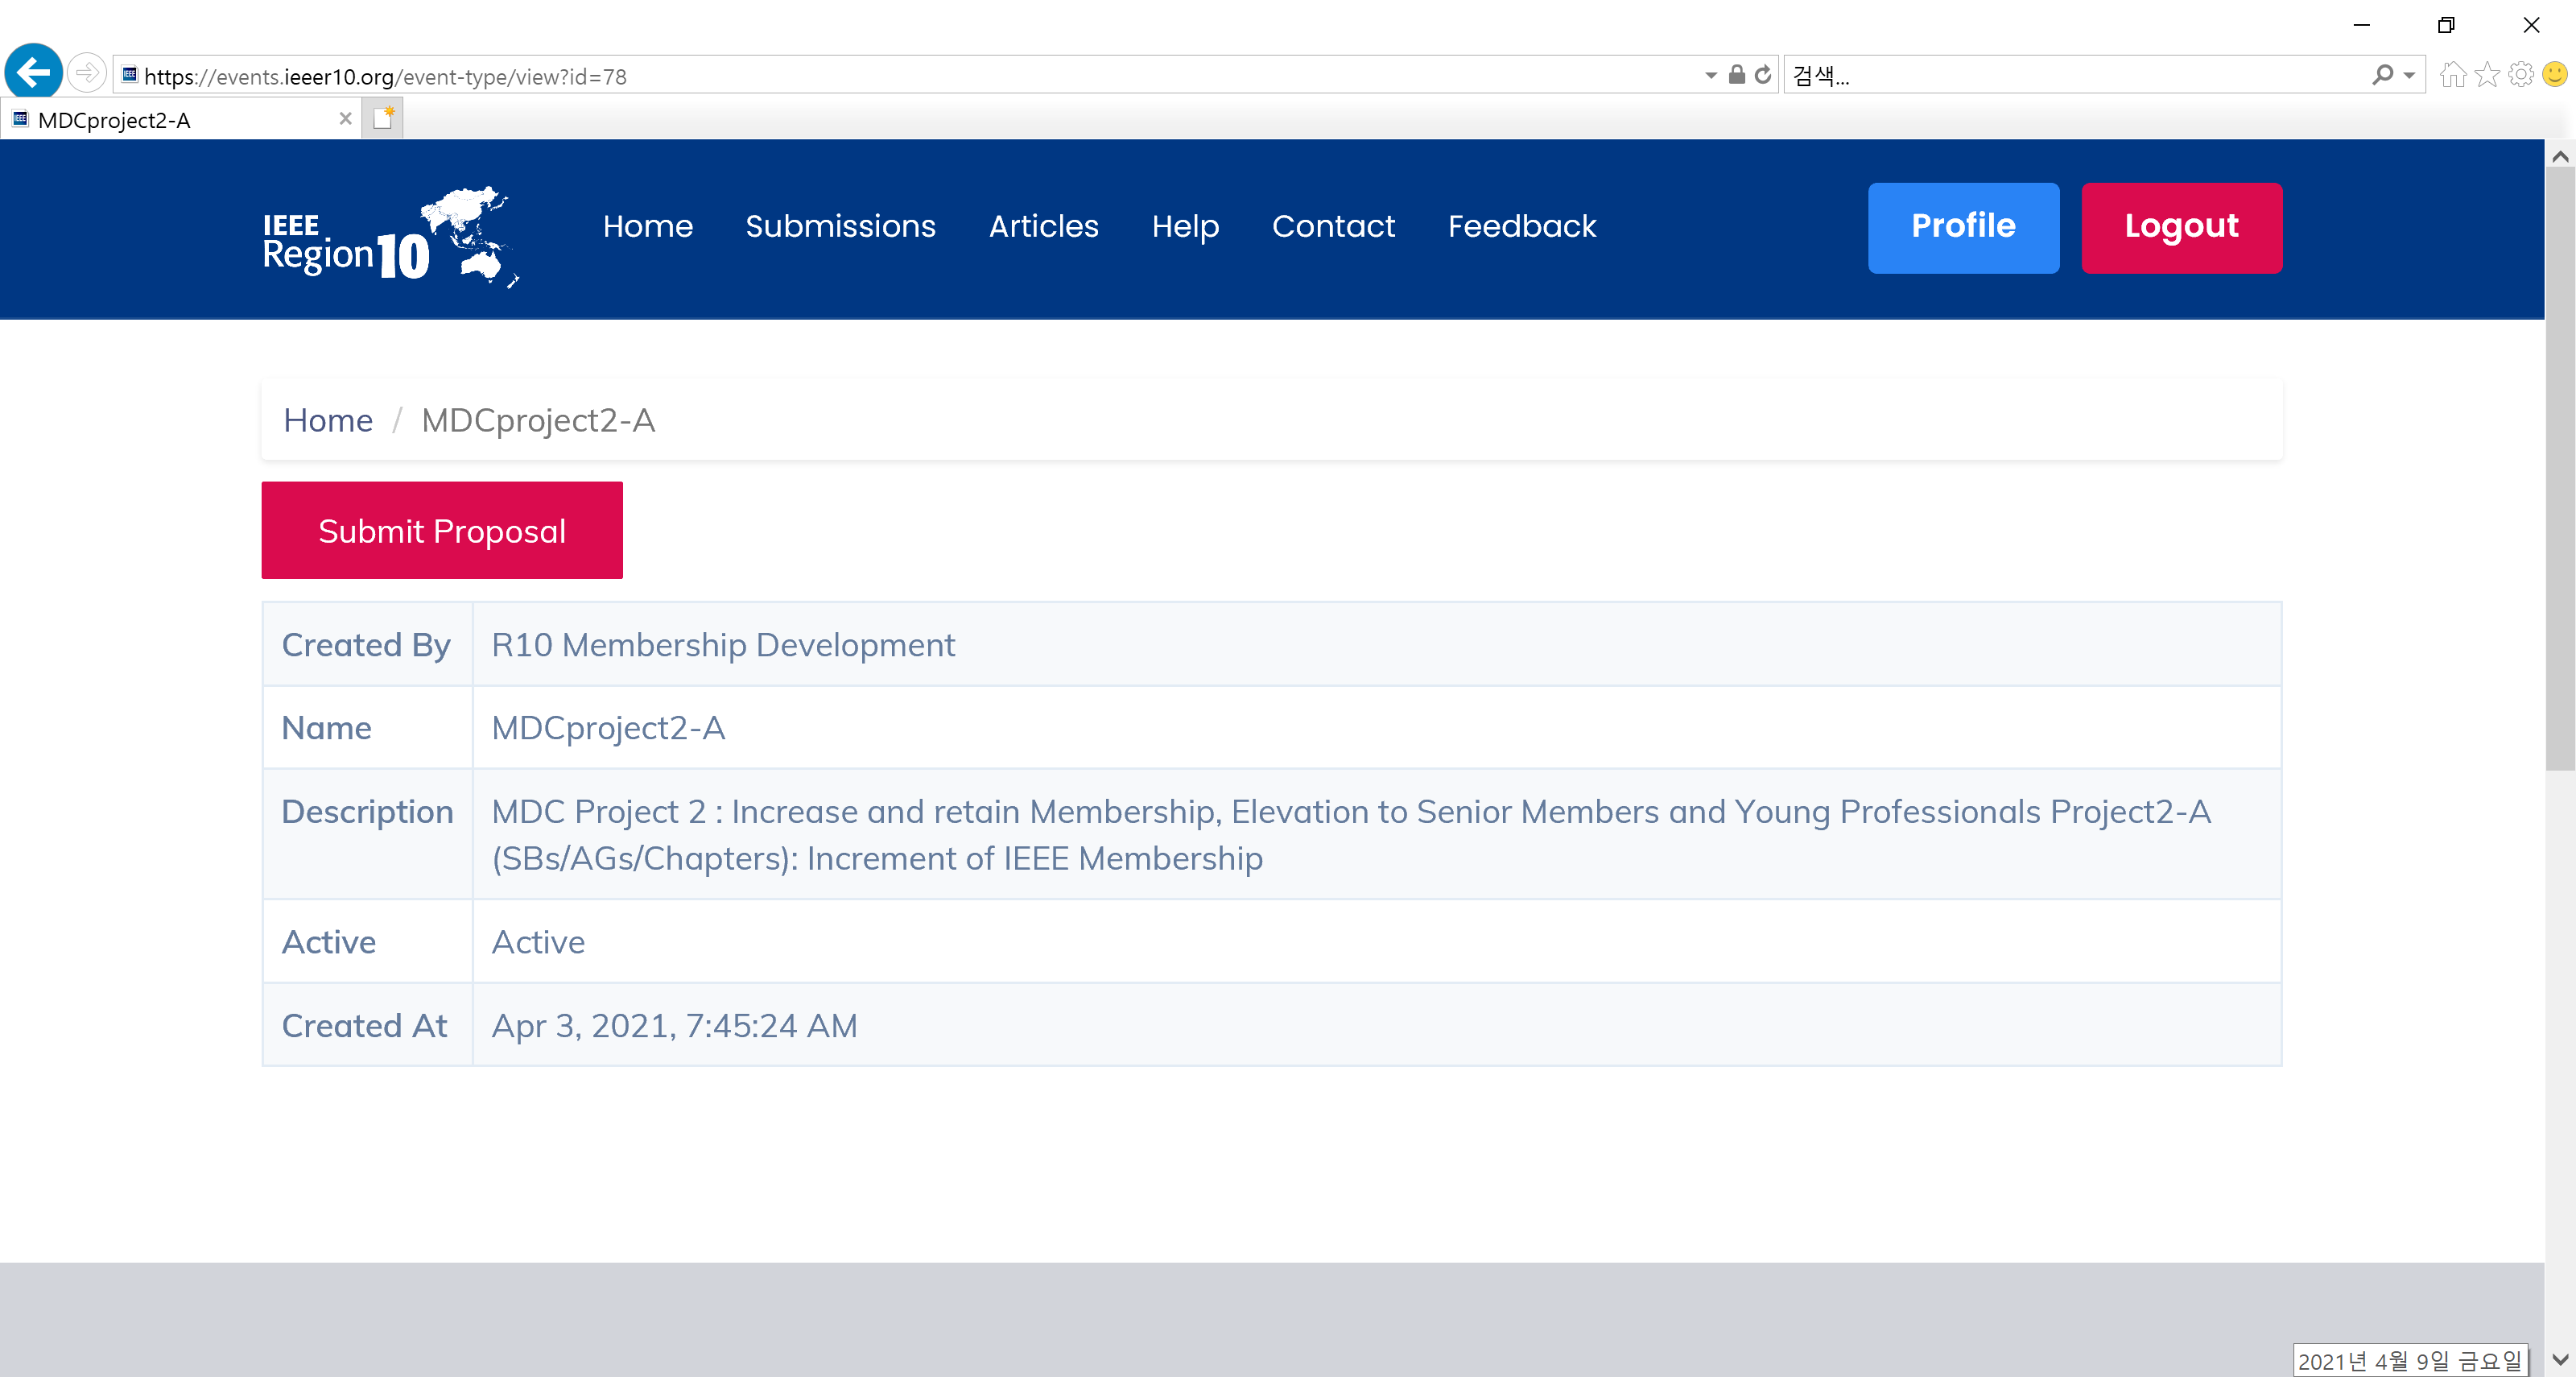 https://events.ieeer10.org/event-type/view?id=78
검색...
MDCproject2-A
IEEE
Region 10
Home
Submissions
Articles
Help
Contact
Feedback
Profile
Logout
Home / MDCproject2-A
Submit Proposal
Created By R10 Membership Development
Name MDCproject2-A
Description MDC Project 2 : Increase and retain Membership, Elevation to Senior Members and Young Professionals Project2-A
(SBs/AGs/Chapters): Increment of IEEE Membership
Active Active
Created At Apr 3, 2021, 7:45:24 AM
2021년 4월 9일 금요일